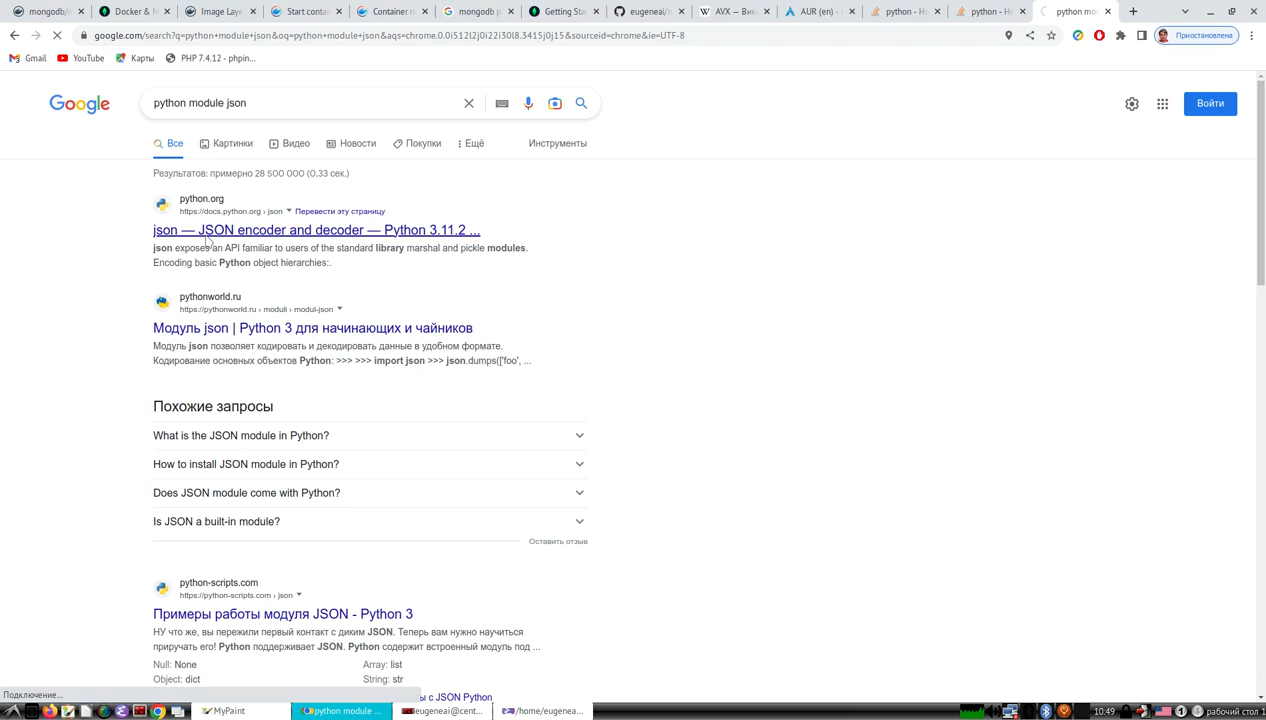 mongodb/
Docker & M
Image Laye
Start conta
Container n
mongodb p
Getting Sta
eugeneai/m
AVX — Вик
AUR (en) -
python - Ho
python - Ho
python mo
google.com/search?q=python+module+json&oq=python+module+json&aqs=chrome.0.0i512l2j0i22i30l8.3415j0j15&sourceid=chrome&ie=UTF-8
Приостановлена
Gmail
YouTube
Карты
PHP 7.4.12 - phpin...
Google
python module json
Войти
Все
Картинки
Видео
Новости
Покупки
Ещё
Инструменты
Результатов: примерно 28 500 000 (0,33 сек.)
python.org
https://docs.python.org › json
Перевести эту страницу
json — JSON encoder and decoder — Python 3.11.2 ...
json exposes an API familiar to users of the standard library marshal and pickle modules.
Encoding basic Python object hierarchies:.
pythonworld.ru
https://pythonworld.ru › moduli › modul-json
Модуль json | Python 3 для начинающих и чайников
Модуль json позволяет кодировать и декодировать данные в удобном формате.
Кодирование основных объектов Python: >>> >>> import json >>> json.dumps(['foo', ...
Похожие запросы
What is the JSON module in Python?
How to install JSON module in Python?
Does JSON module come with Python?
Is JSON a built-in module?
Оставить отзыв
python-scripts.com
https://python-scripts.com › json
Примеры работы модуля JSON - Python 3
НУ что же, вы пережили первый контакт с диким JSON. Теперь вам нужно научиться
приручать его! Python поддерживает JSON. Python содержит встроенный модуль под ...
Null: None
Array: list
Object: dict
String: str
Подключение...
ы с JSON Python
MyPaint
python module ...
eugeneai@cent...
/home/eugenea...
10:49
рабочий стол 1